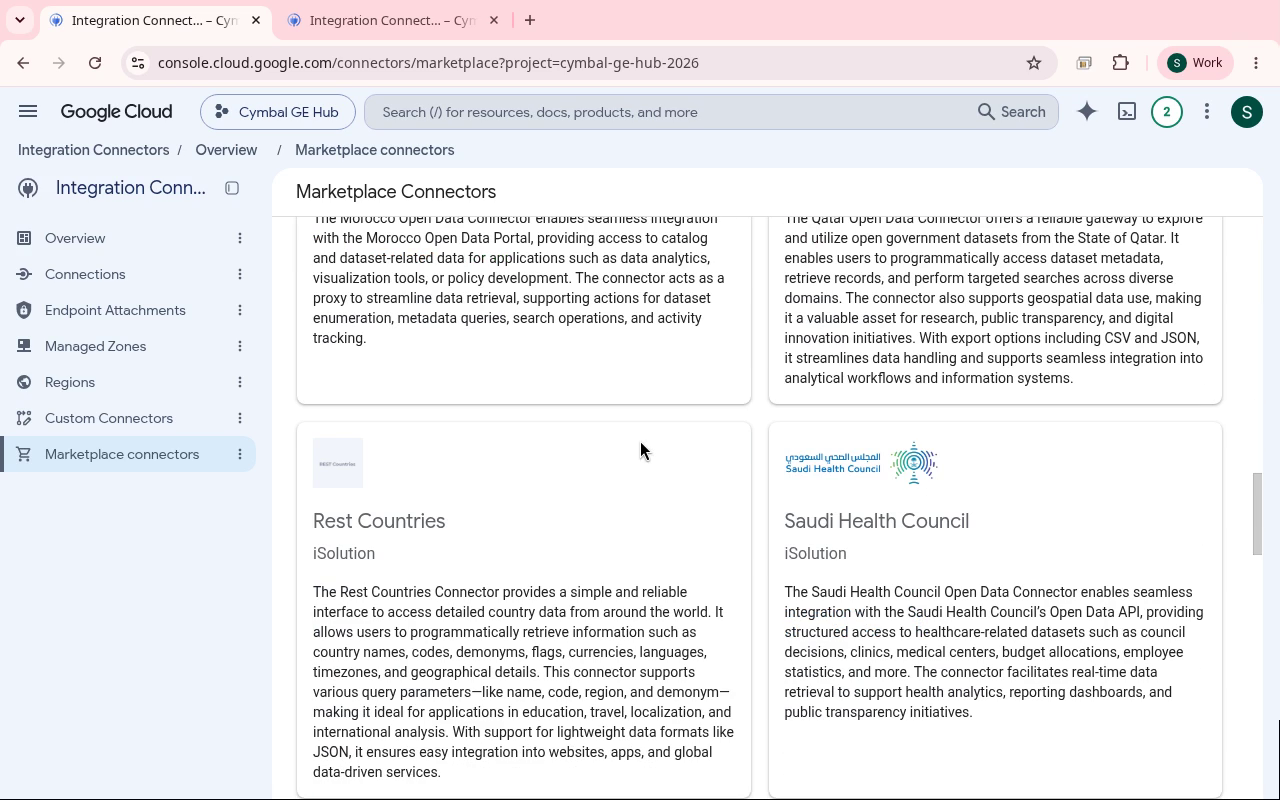 Integration Connect… – Cym
Integration Connect… – Cym
console.cloud.google.com/connectors/marketplace?project=cymbal-ge-hub-2026
Work
Google Cloud
Cymbal GE Hub
Search (/) for resources, docs, products, and more
Search
2
S
Integration Connectors / Overview / Marketplace connectors
Integration Conn...
Overview
Connections
Endpoint Attachments
Managed Zones
Regions
Custom Connectors
Marketplace connectors
Marketplace Connectors
The Morocco Open Data Connector enables seamless integration
with the Morocco Open Data Portal, providing access to catalog
and dataset-related data for applications such as data analytics,
visualization tools, or policy development. The connector acts as a
proxy to streamline data retrieval, supporting actions for dataset
enumeration, metadata queries, search operations, and activity
tracking.
The Qatar Open Data Connector offers a reliable gateway to explore
and utilize open government datasets from the State of Qatar. It
enables users to programmatically access dataset metadata,
retrieve records, and perform targeted searches across diverse
domains. The connector also supports geospatial data use, making
it a valuable asset for research, public transparency, and digital
innovation initiatives. With export options including CSV and JSON,
it streamlines data handling and supports seamless integration into
analytical workflows and information systems.
REST Countries
Rest Countries
iSolution
The Rest Countries Connector provides a simple and reliable
interface to access detailed country data from around the world. It
allows users to programmatically retrieve information such as
country names, codes, demonyms, flags, currencies, languages,
timezones, and geographical details. This connector supports
various query parameters—like name, code, region, and demonym—
making it ideal for applications in education, travel, localization, and
international analysis. With support for lightweight data formats like
JSON, it ensures easy integration into websites, apps, and global
data-driven services.
المجلس الصحي السعودي
Saudi Health Council
Saudi Health Council
iSolution
The Saudi Health Council Open Data Connector enables seamless
integration with the Saudi Health Council's Open Data API, providing
structured access to healthcare-related datasets such as council
decisions, clinics, medical centers, budget allocations, employee
statistics, and more. The connector facilitates real-time data
retrieval to support health analytics, reporting dashboards, and
public transparency initiatives.